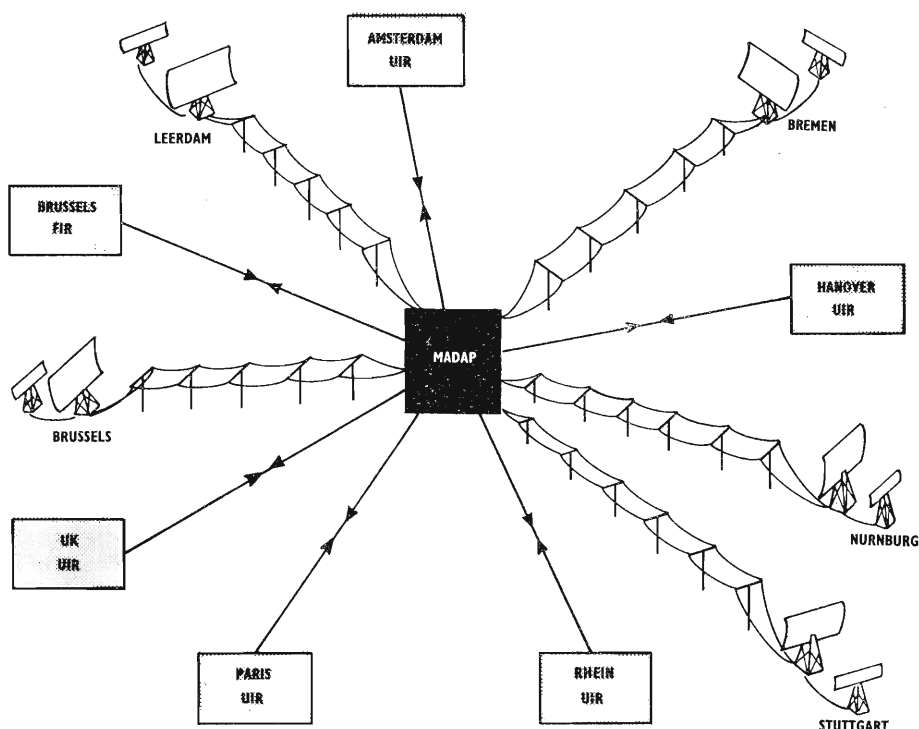 AMSTERDAM
UIR
LEERDAM
BREMEN
BRUSSELS
FIR
HANOVER
UIR
MADAP
BRUSSELS
UK
UIR
NURNBURG
PARIS
UIR
RHEIN
UIR
STUTTGART